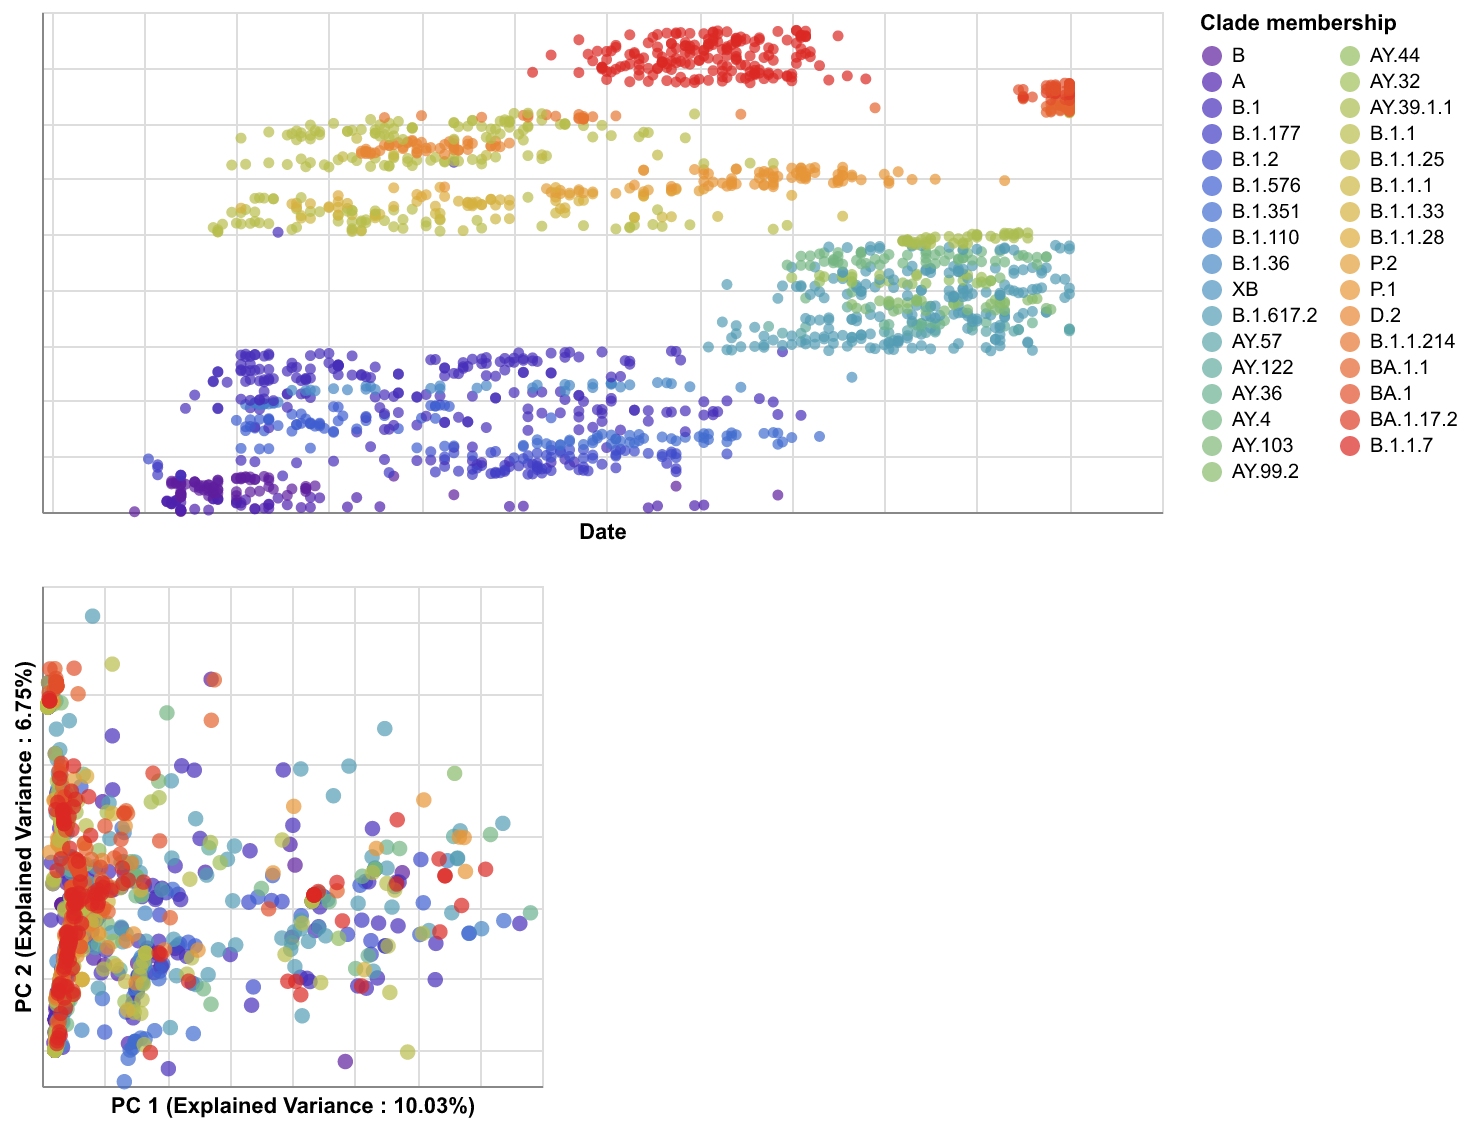 Clade membership
B
A
B.1
B.1.177
B.1.2
B.1.576
B.1.351
B.1.110
B.1.36
XB
B.1.617.2
AY.57
AY.122
AY.36
AY.4
AY.103
AY.99.2
AY.44
AY.32
AY.39.1.1
B.1.1
B.1.1.25
B.1.1.1
B.1.1.33
B.1.1.28
P.2
P.1
D.2
B.1.1.214
BA.1.1
BA.1
BA.1.17.2
B.1.1.7
Date
PC 2 (Explained Variance : 6.75%)
PC 1 (Explained Variance : 10.03%)